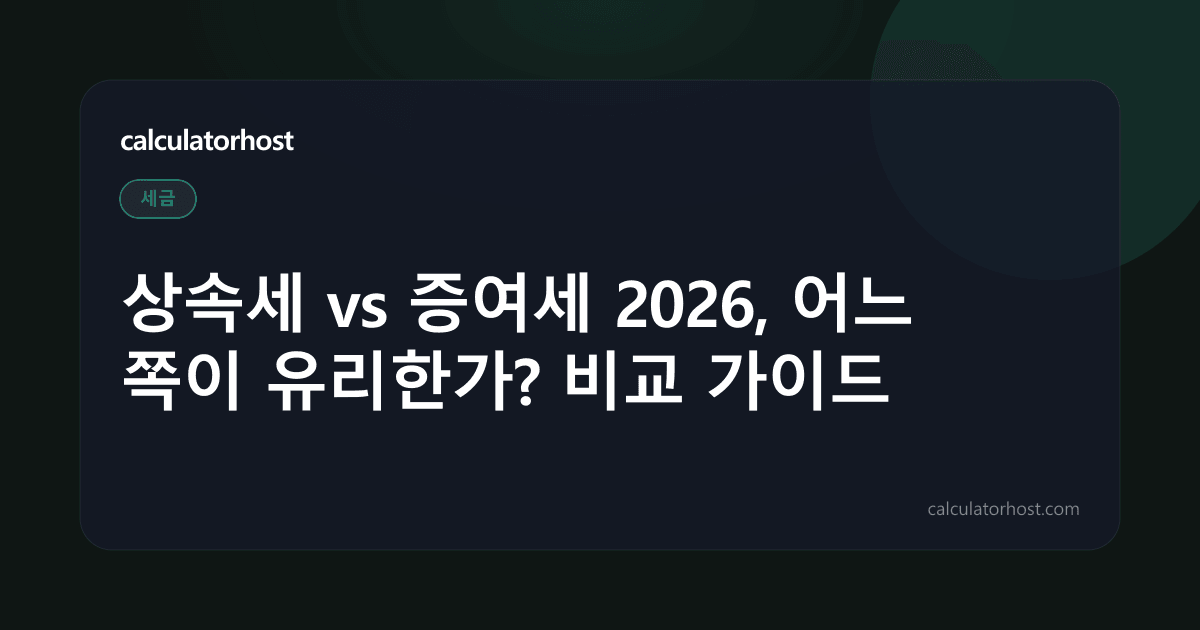 calculatorhost
세금
상속세 vs 증여세 2026, 어느
쪽이 유리한가? 비교 가이드
calculatorhost.com